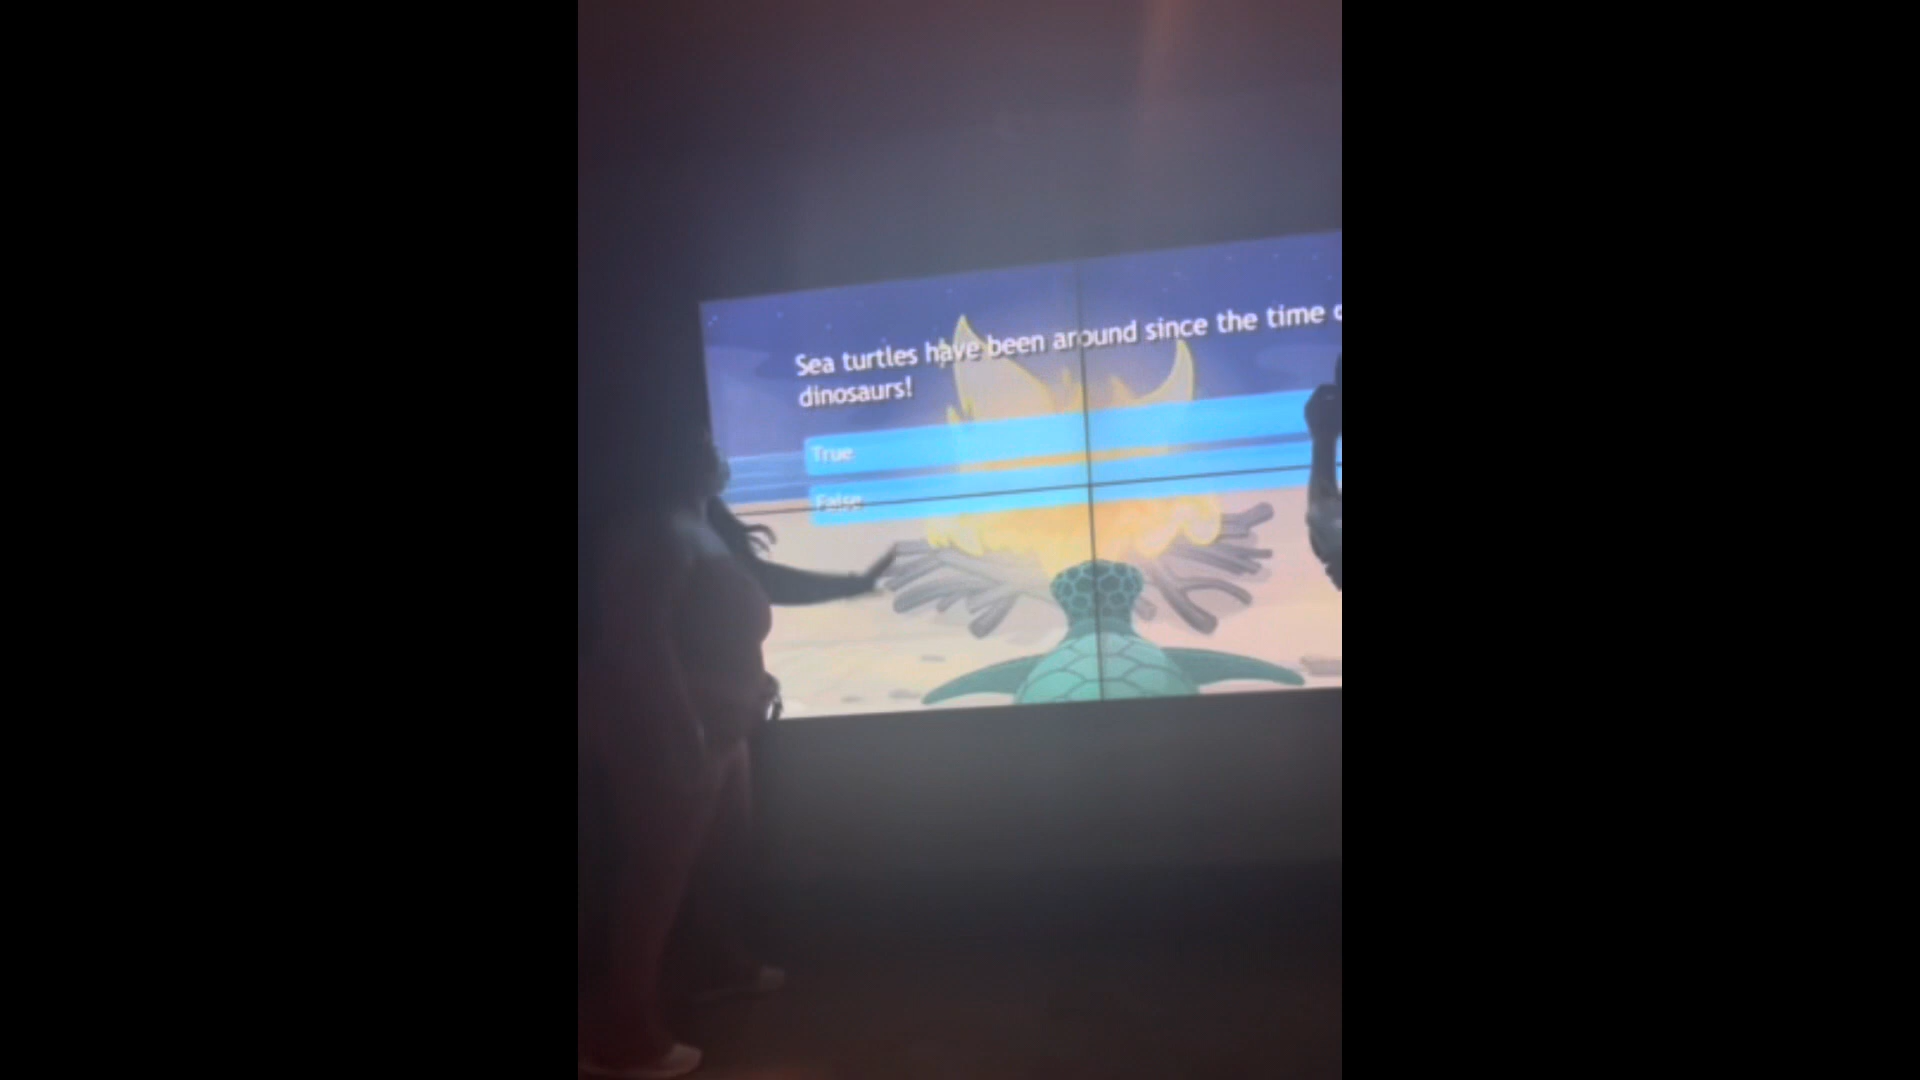 Sea turtles have been around since the time
dinosaurs!
True
False